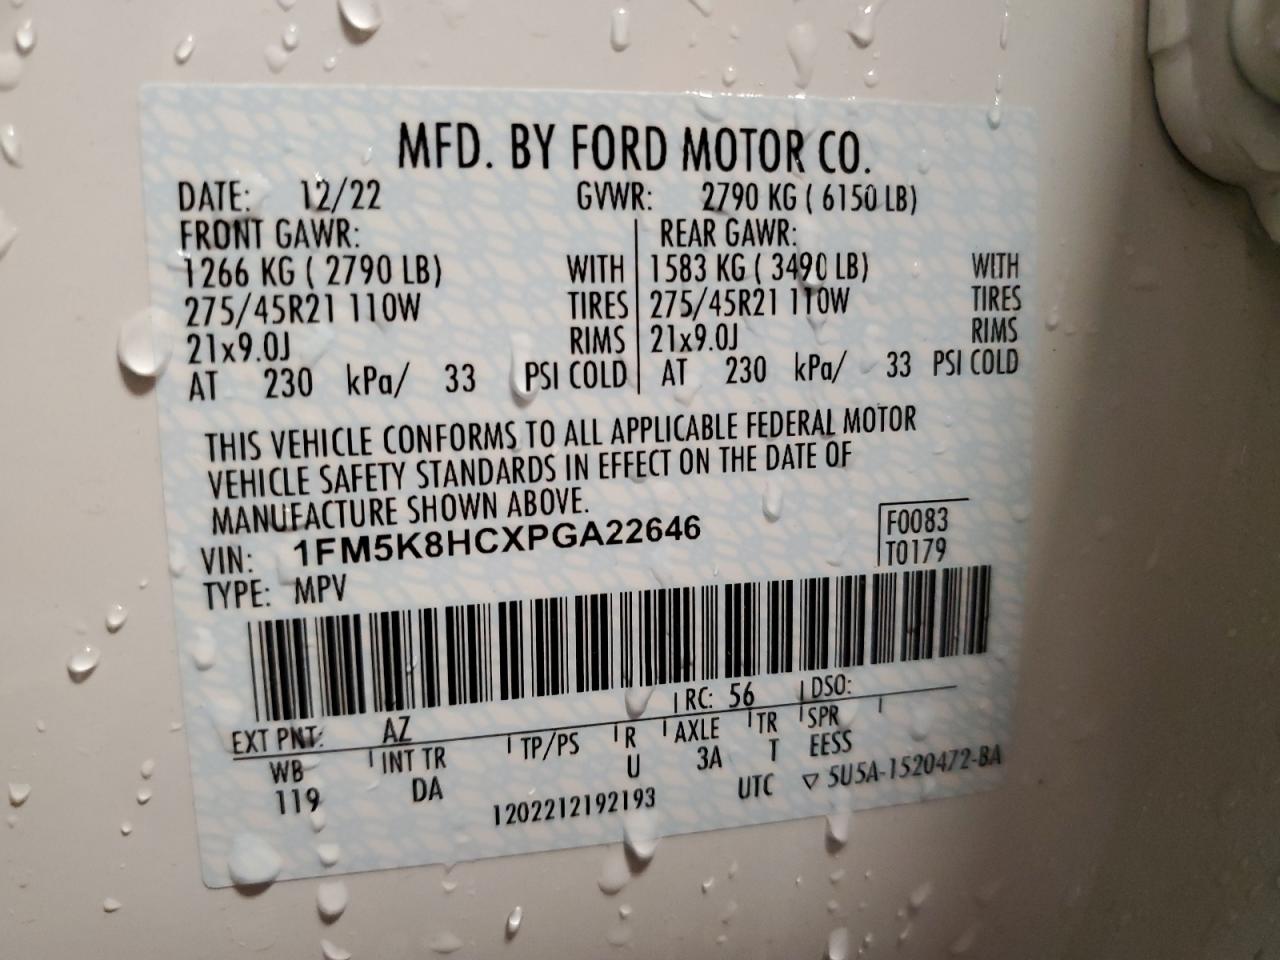 MFD. BY FORD MOTOR CO.
DATE: 12/22 GVWR: 2790 KG ( 6150 LB)
FRONT GAWR: REAR GAWR:
1266 KG ( 2790 LB) WITH 1583 KG ( 3490 LB) WITH
275/45R21 110W TIRES 275/45R21 110W TIRES
21x9.0J RIMS 21x9.0J RIMS
AT 230 kPa/ 33 PSI COLD AT 230 kPa/ 33 PSI COLD
THIS VEHICLE CONFORMS TO ALL APPLICABLE FEDERAL MOTOR
VEHICLE SAFETY STANDARDS IN EFFECT ON THE DATE OF
MANUFACTURE SHOWN ABOVE.
VIN: 1FM5K8HCXPGA22646 F0083
TYPE: MPV T0179
EXT PNT: AZ RC: 56 DSO:
WB INT TR TP/PS R AXLE TR SPR
119 DA U 3A T EESS
1202212192193 UTC ▽ 5U5A-1520472-BA